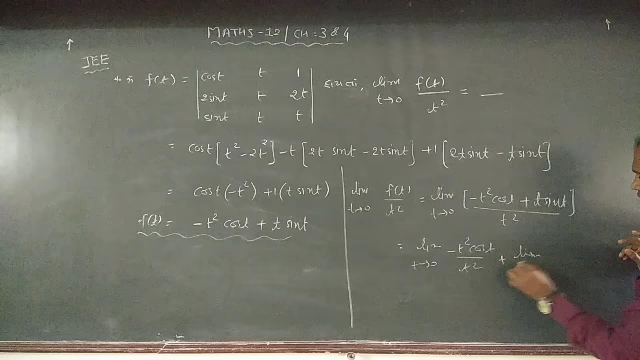 MATHS-12 / CH: 3 & 4
JEE
f(t) = | cost t 1 |
| 2sint t 2t |
| sint t t |
lim t→0 f(t)/t² = —
= cost[t² - 2t²] - t[2t sint - 2t sint] + 1[2t sint - t sint]
= cost(-t²) + 1(t sint)
f(t) = -t² cost + t sint
lim t→0 f(t)/t² = lim t→0 [-t² cost + t sint / t²]
= lim t→0 -t² cost / t² + lim